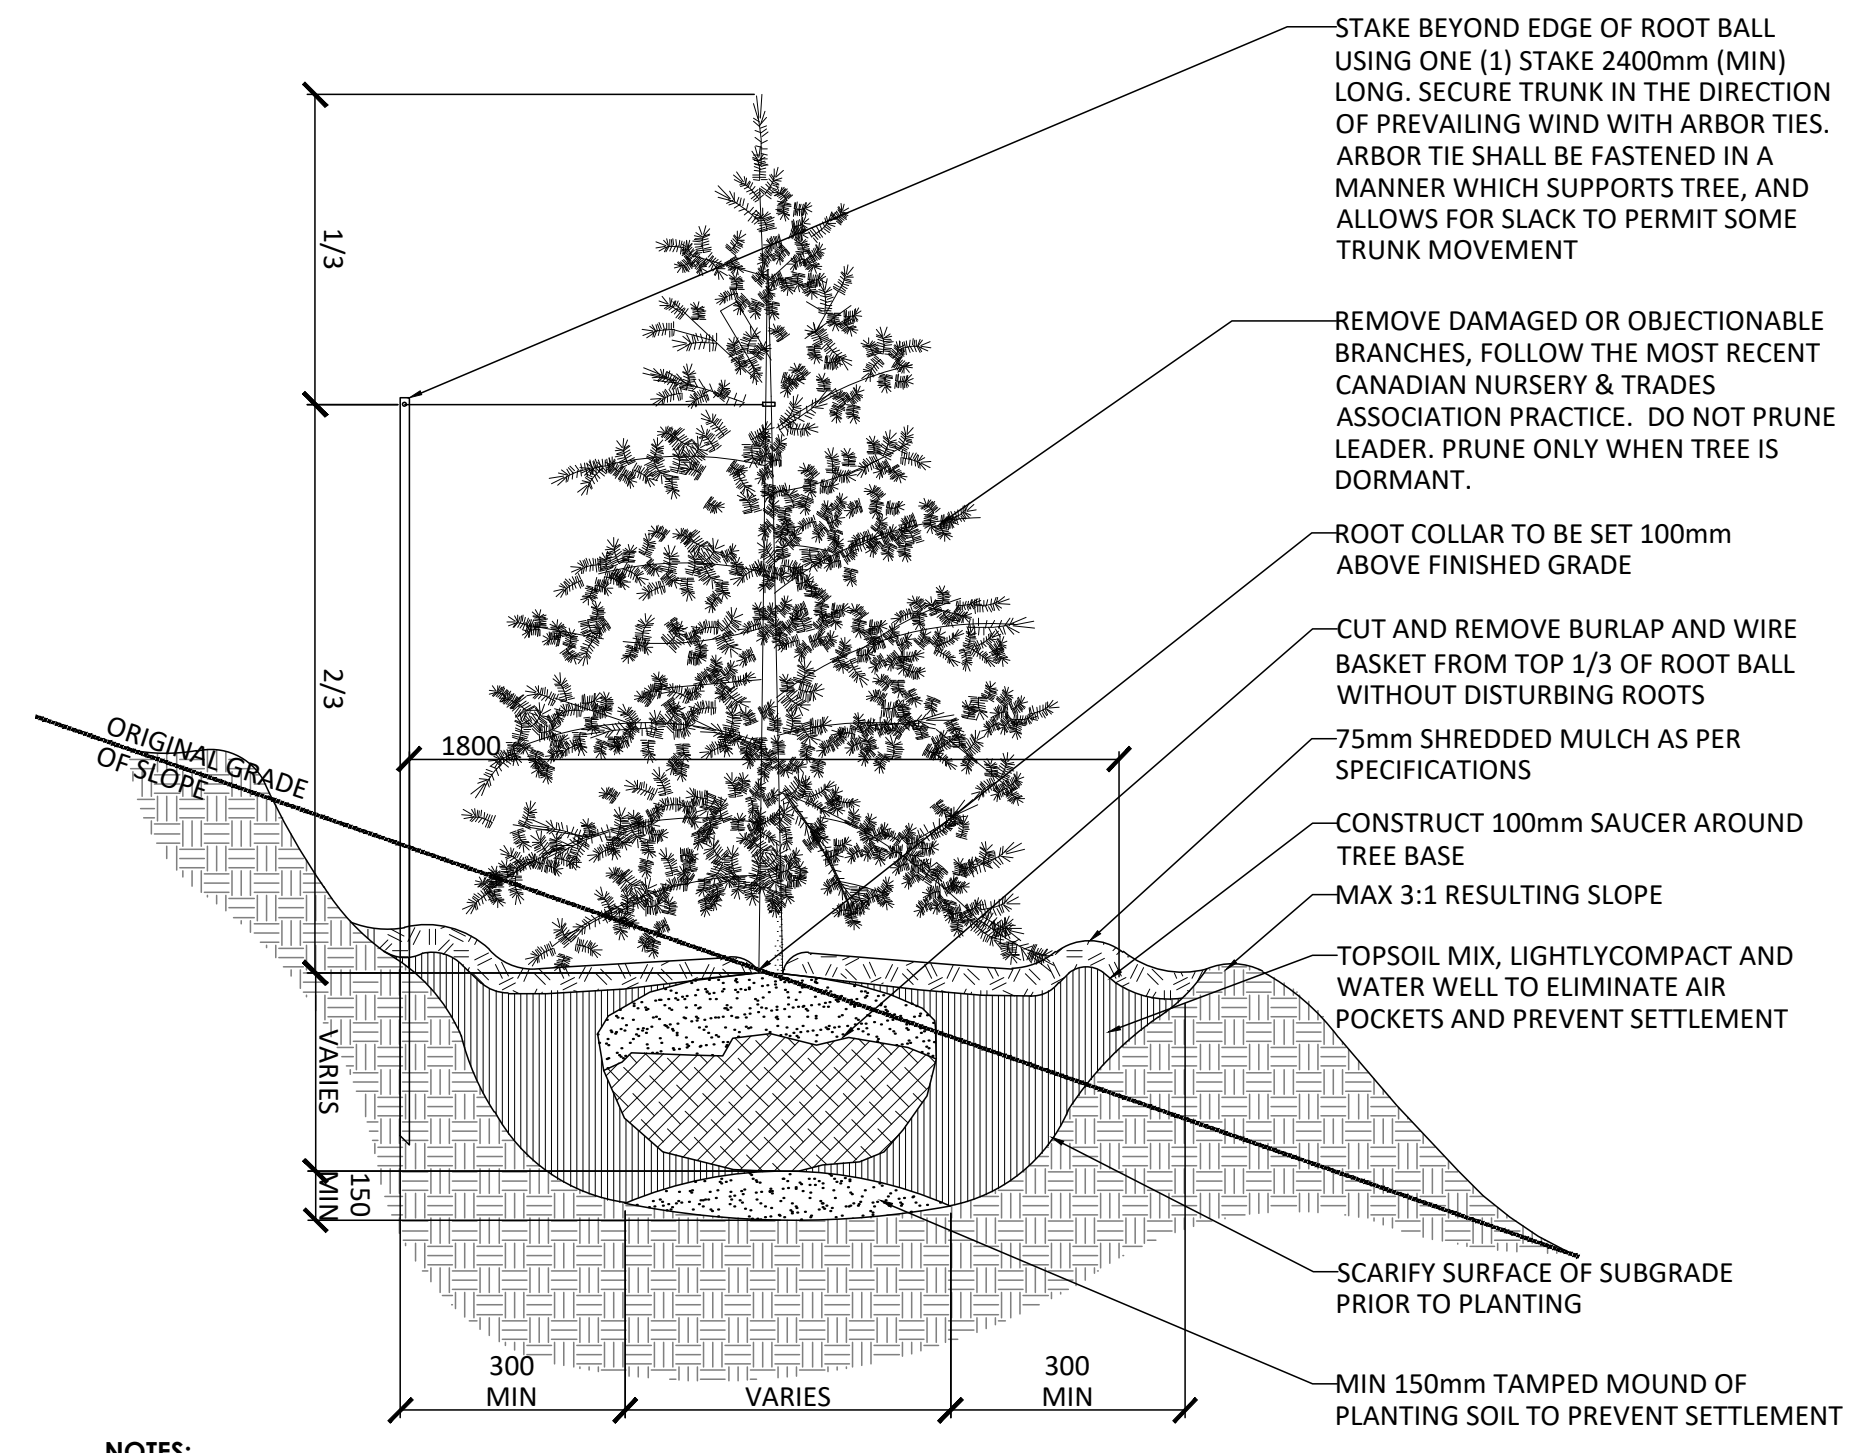 STAKE BEYOND EDGE OF ROOT BALL
USING ONE (1) STAKE 2400mm (MIN)
LONG. SECURE TRUNK IN THE DIRECTION
OF PREVAILING WIND WITH ARBOR TIES.
ARBOR TIE SHALL BE FASTENED IN A
MANNER WHICH SUPPORTS TREE, AND
ALLOWS FOR SLACK TO PERMIT SOME
TRUNK MOVEMENT
REMOVE DAMAGED OR OBJECTIONABLE
BRANCHES, FOLLOW THE MOST RECENT
CANADIAN NURSERY & TRADES
ASSOCIATION PRACTICE. DO NOT PRUNE
LEADER. PRUNE ONLY WHEN TREE IS
DORMANT.
ROOT COLLAR TO BE SET 100mm
ABOVE FINISHED GRADE
CUT AND REMOVE BURLAP AND WIRE
BASKET FROM TOP 1/3 OF ROOT BALL
WITHOUT DISTURBING ROOTS
75mm SHREDDED MULCH AS PER
SPECIFICATIONS
CONSTRUCT 100mm SAUCER AROUND
TREE BASE
MAX 3:1 RESULTING SLOPE
TOPSOIL MIX, LIGHTLYCOMPACT AND
WATER WELL TO ELIMINATE AIR
POCKETS AND PREVENT SETTLEMENT
SCARIFY SURFACE OF SUBGRADE
PRIOR TO PLANTING
MIN 150mm TAMPED MOUND OF
PLANTING SOIL TO PREVENT SETTLEMENT
1/3
2/3
ORIGINAL GRADE
OF SLOPE
1800
VARIES
150
MIN
300
MIN
VARIES
300
MIN
NOTES: